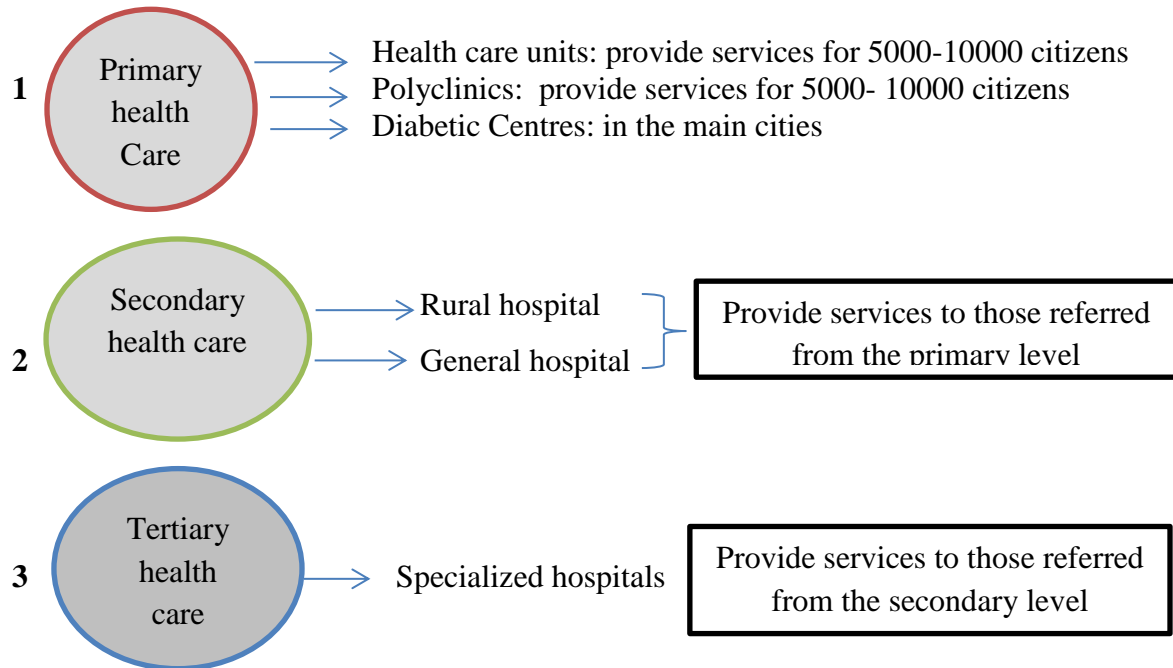 1
Primary
health
Care
Health care units: provide services for 5000-10000 citizens
Polyclinics: provide services for 5000- 10000 citizens
Diabetic Centres: in the main cities
2
Secondary
health care
Rural hospital
General hospital
Provide services to those referred
from the primary level
3
Tertiary
health
care
Specialized hospitals
Provide services to those referred
from the secondary level